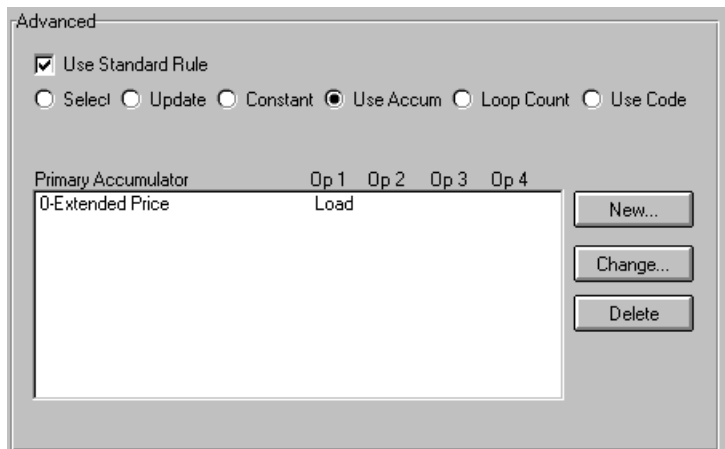 Advanced
Use Standard Rule
Select Update Constant Use Accum Loop Count Use Code
Primary Accumulator Op 1 Op 2 Op 3 Op 4
0-Extended Price Load
New...
Change...
Delete